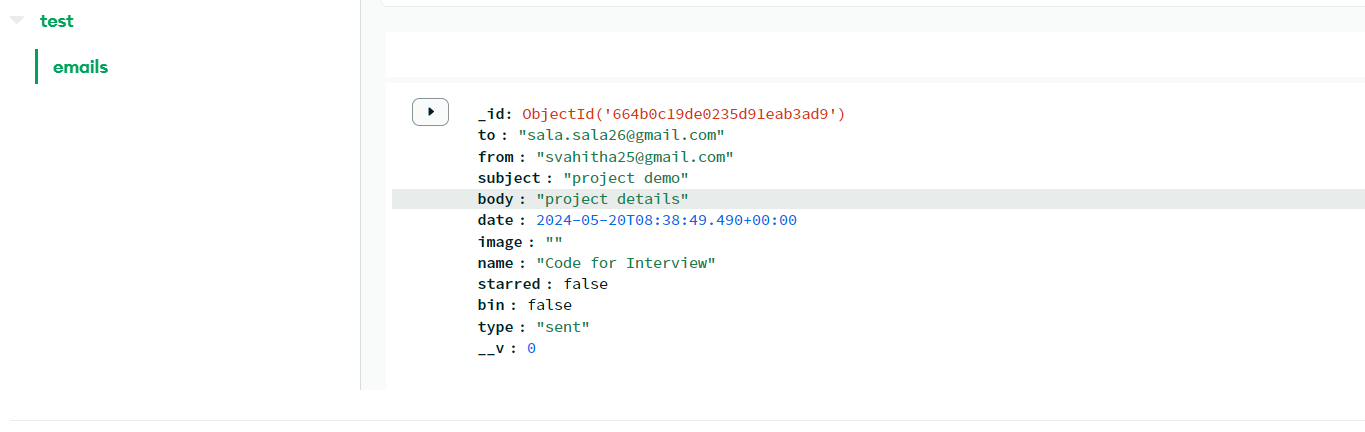 test
emails
_id: ObjectId('664b0c19de0235d91eab3ad9')
to : "sala.sala26@gmail.com"
from : "svahitha25@gmail.com"
subject : "project demo"
body : "project details"
date : 2024-05-20T08:38:49.490+00:00
image : ""
name : "Code for Interview"
starred : false
bin : false
type : "sent"
__v : 0